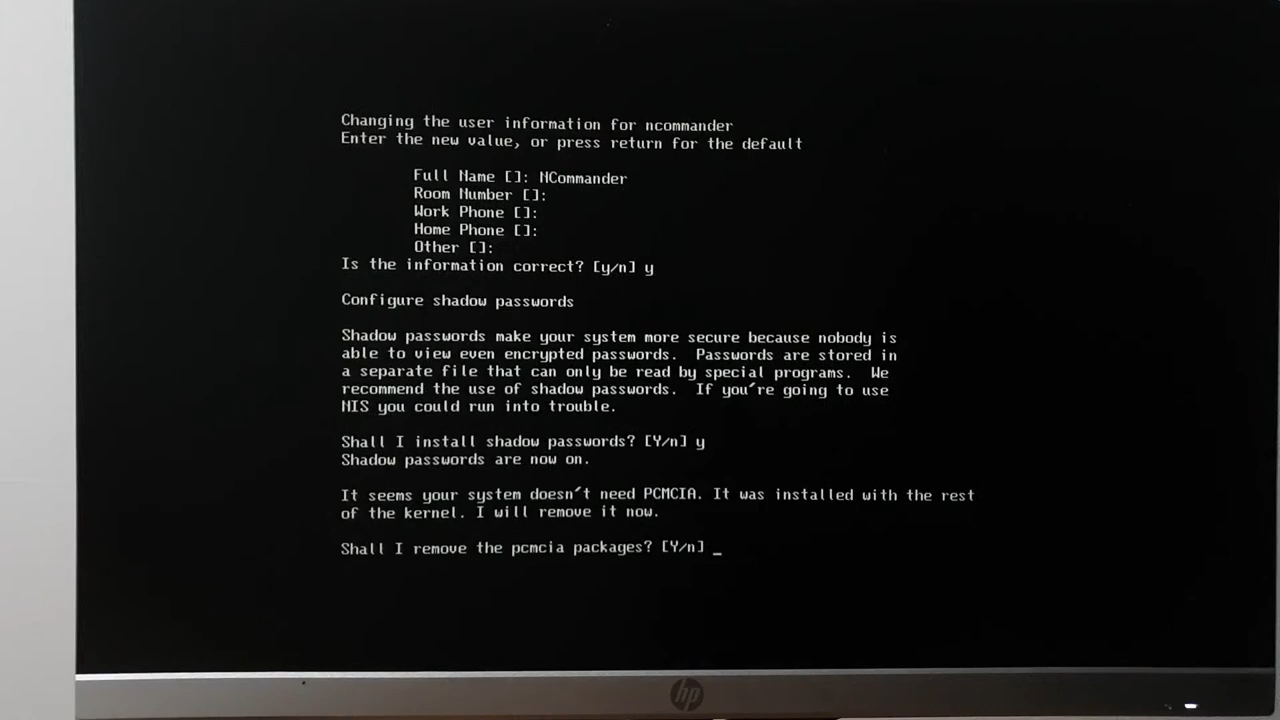 Changing the user information for ncommander
Enter the new value, or press return for the default
Full Name []: NCommander
Room Number []:
Work Phone []:
Home Phone []:
Other []:
Is the information correct? [y/n] y
Configure shadow passwords
Shadow passwords make your system more secure because nobody is
able to view even encrypted passwords.  Passwords are stored in
a separate file that can only be read by special programs.  We
recommend the use of shadow passwords.  If you're going to use
NIS you could run into trouble.
Shall I install shadow passwords? [Y/n] y
Shadow passwords are now on.
It seems your system doesn't need PCMCIA. It was installed with the rest
of the kernel. I will remove it now.
Shall I remove the pcmcia packages? [Y/n] _
hp